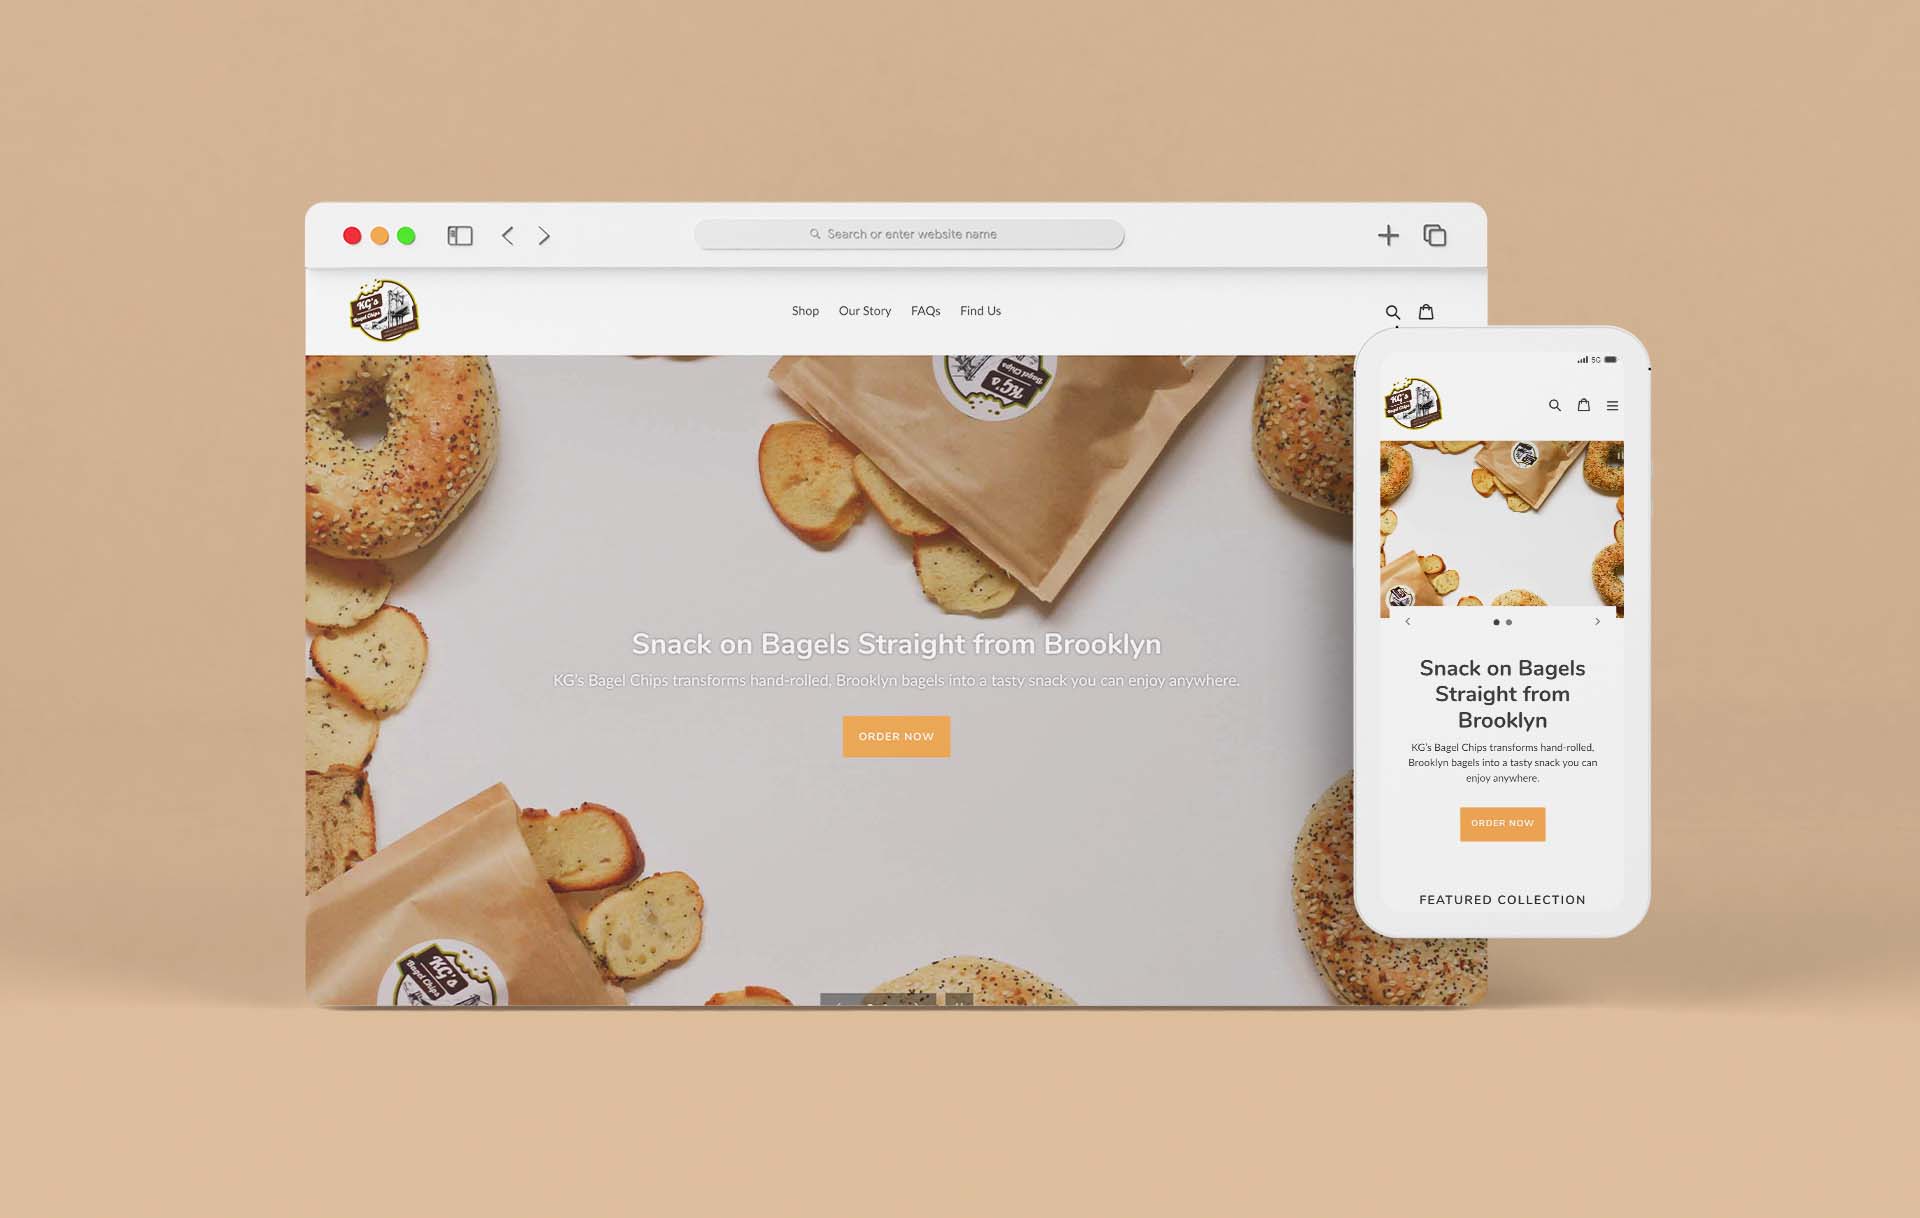 Search or enter website name
KG's
Bagel Chips
Shop Our Story FAQs Find Us
KG's
Bagel Chips
Snack on Bagels Straight from Brooklyn
KG's Bagel Chips transforms hand-rolled, Brooklyn bagels into a tasty snack you can enjoy anywhere.
ORDER NOW
KG's
Bagel Chips
5G
KG's
Bagel Chips
Snack on Bagels
Straight from
Brooklyn
KG's Bagel Chips transforms hand-rolled,
Brooklyn bagels into a tasty snack you can
enjoy anywhere.
ORDER NOW
FEATURED COLLECTION